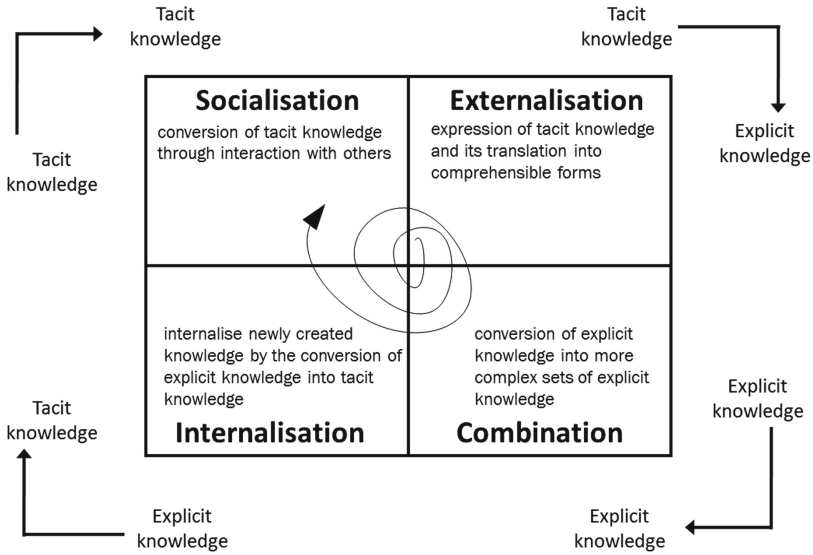 Tacit
knowledge
Tacit
knowledge
Tacit
knowledge
Explicit
knowledge
Socialisation
conversion of tacit knowledge
through interaction with others
Externalisation
expression of tacit knowledge
and its translation into
comprehensible forms
internalise newly created
knowledge by the conversion of
explicit knowledge into tacit
knowledge
Internalisation
conversion of explicit
knowledge into more
complex sets of explicit
knowledge
Combination
Tacit
knowledge
Explicit
knowledge
Explicit
knowledge
Explicit
knowledge